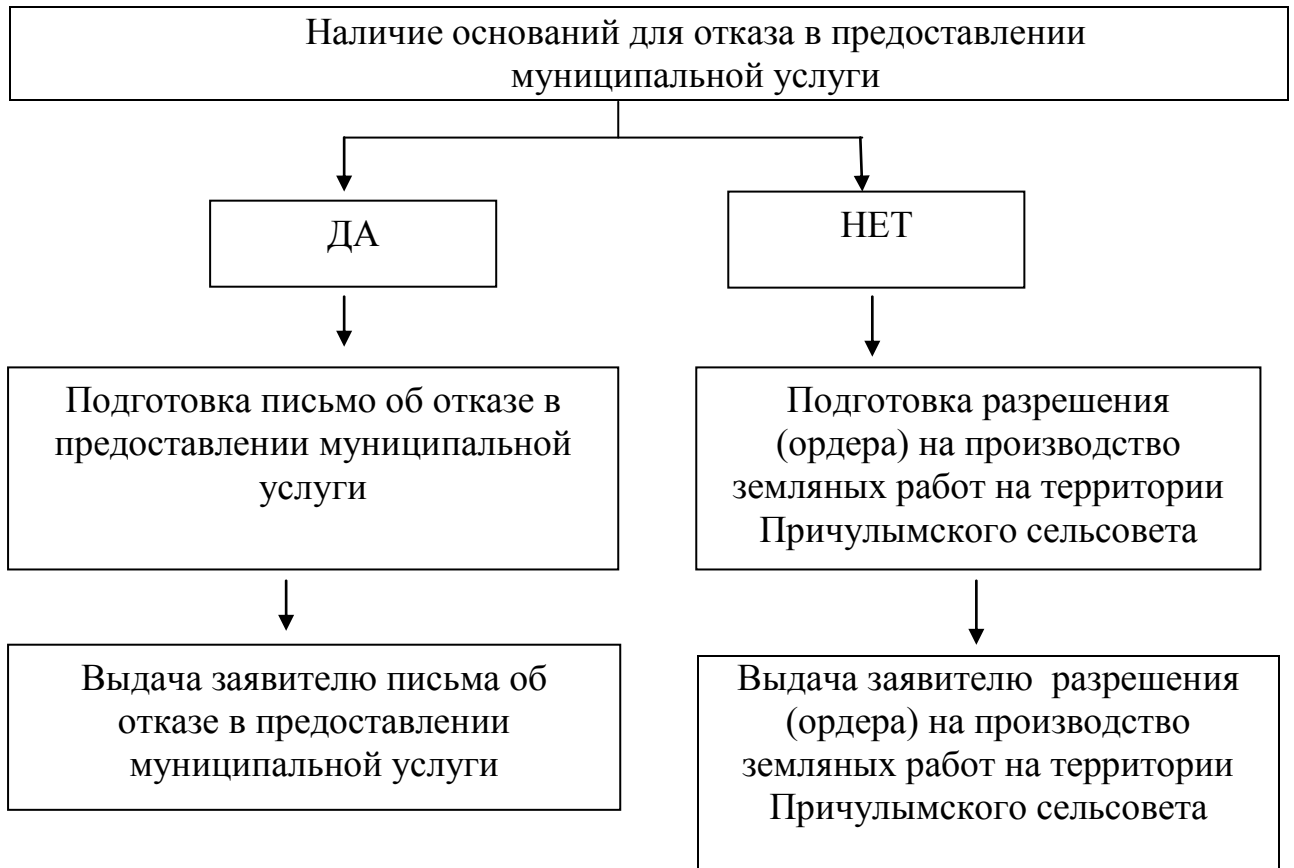 Наличие оснований для отказа в предоставлении
муниципальной услуги
ДА
НЕТ
Подготовка письмо об отказе в
предоставлении муниципальной
услуги
Подготовка разрешения
(ордера) на производство
земляных работ на территории
Причулымского сельсовета
Выдача заявителю письма об
отказе в предоставлении
муниципальной услуги
Выдача заявителю разрешения
(ордера) на производство
земляных работ на территории
Причулымского сельсовета